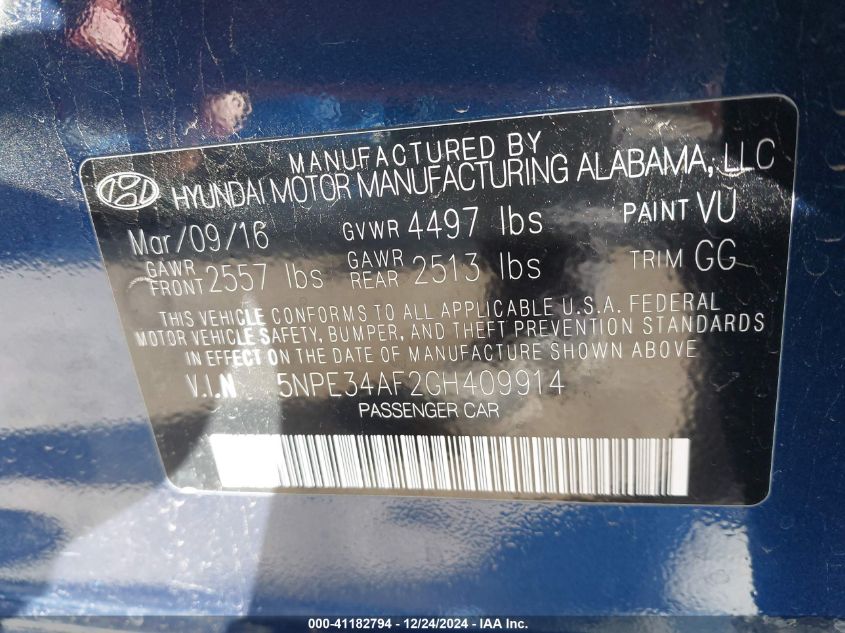 MANUFACTURED BY
HYUNDAI MOTOR MANUFACTURING ALABAMA, LLC
Mar/09/16 GVWR 4497 lbs PAINT VU
GAWR FRONT 2557 lbs GAWR REAR 2513 lbs TRIM GG
THIS VEHICLE CONFORMS TO ALL APPLICABLE U.S.A. FEDERAL
MOTOR VEHICLE SAFETY, BUMPER, AND THEFT PREVENTION STANDARDS
IN EFFECT ON THE DATE OF MANUFACTURE SHOWN ABOVE
V.I.N 5NPE34AF2GH409914
PASSENGER CAR
000-41182794 - 12/24/2024 - IAA Inc.